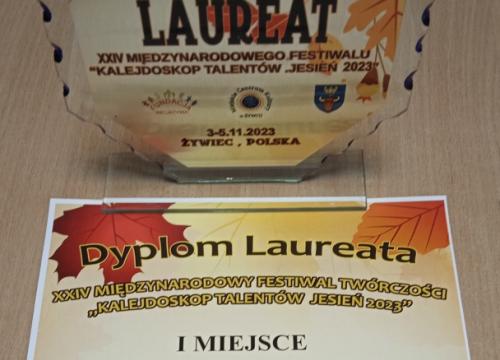 LAUREAT
XXIV MIĘDZYNARODOWEGO FESTIWALU
"KALEJDOSKOP TALENTÓW JESIEŃ 2023"
FUNDACJA
3-5.11.2023
ŻYWIEC, POLSKA
Dyplom Laureata
XXIV MIĘDZYNARODOWY FESTIWAL TWÓRCZOŚCI
„KALEJDOSKOP TALENTÓW JESIEŃ 2023"
I MIEJSCE